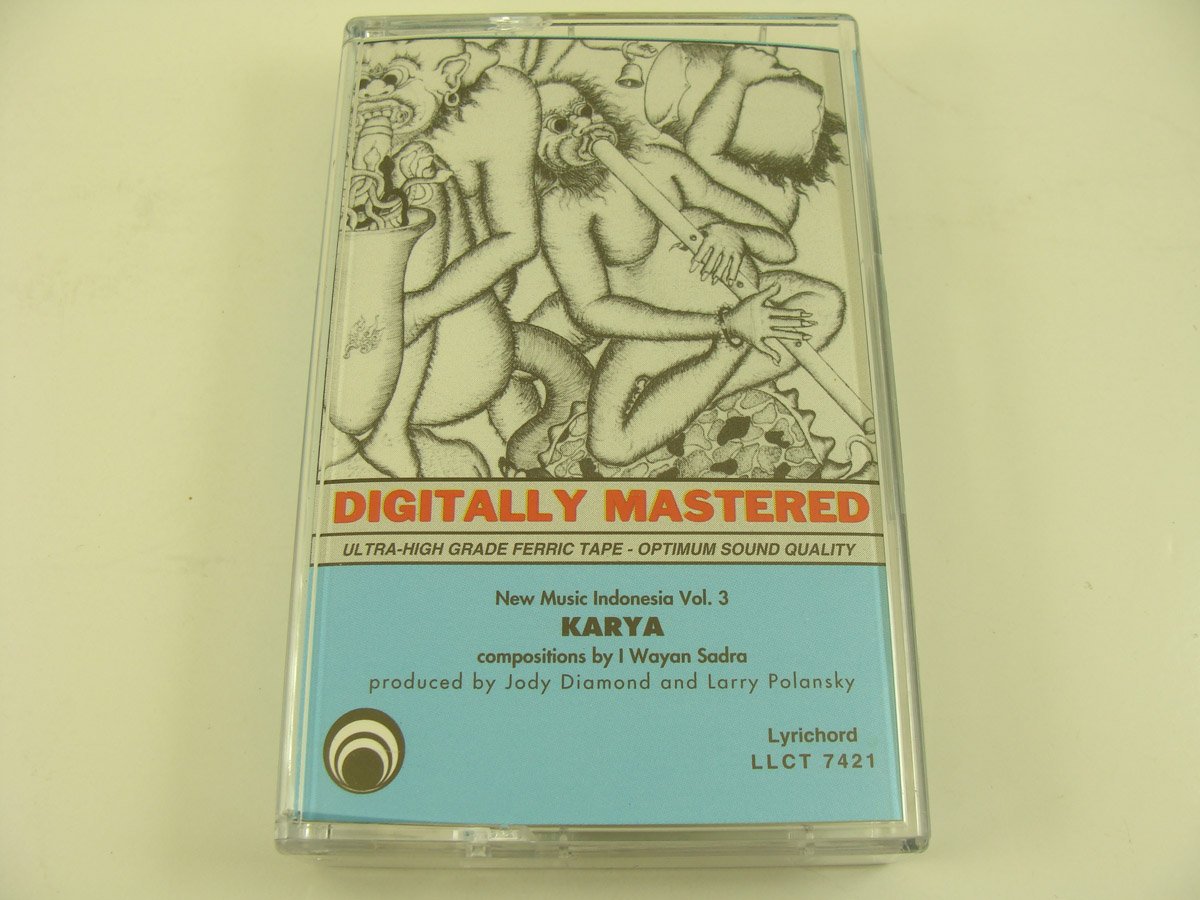 DIGITALLY MASTERED
ULTRA-HIGH GRADE FERRIC TAPE - OPTIMUM SOUND QUALITY
New Music Indonesia Vol. 3
KARYA
compositions by I Wayan Sadra
produced by Jody Diamond and Larry Polansky
Lyrichord
LLCT 7421